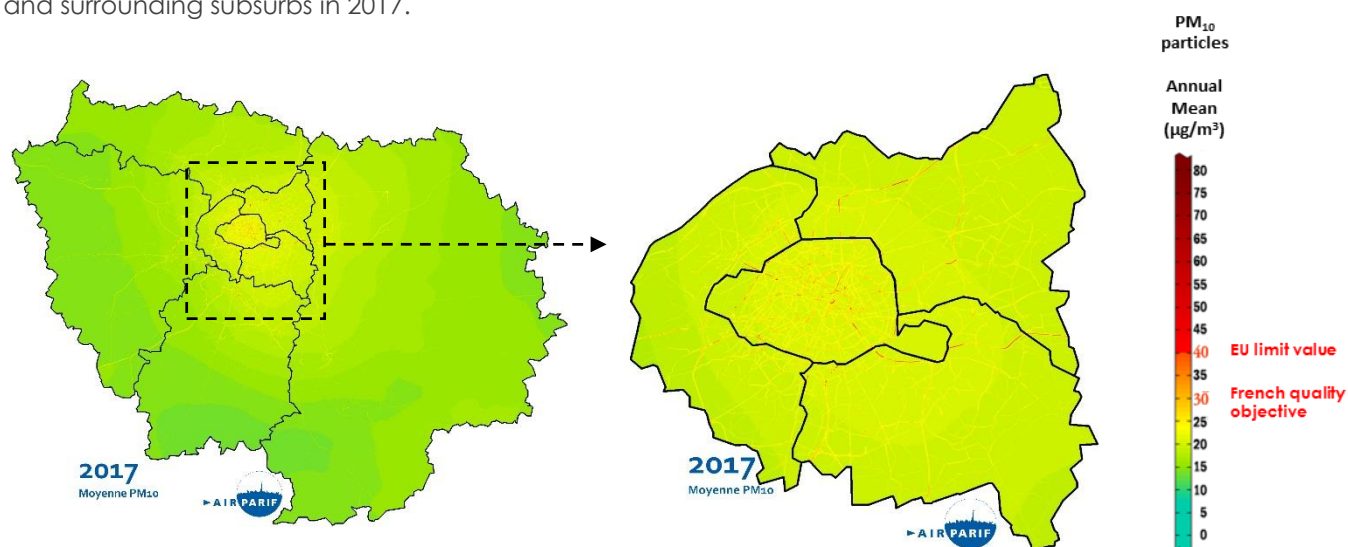 and surrounding subsurbs in 2017.
PM10
particles
Annual
Mean
(µg/m³)
80
75
70
65
60
55
50
45
40 EU limit value
35
30 French quality
objective
25
20
15
10
5
0
2017
Moyenne PM10
AIRPARIF
2017
Moyenne PM10
AIRPARIF